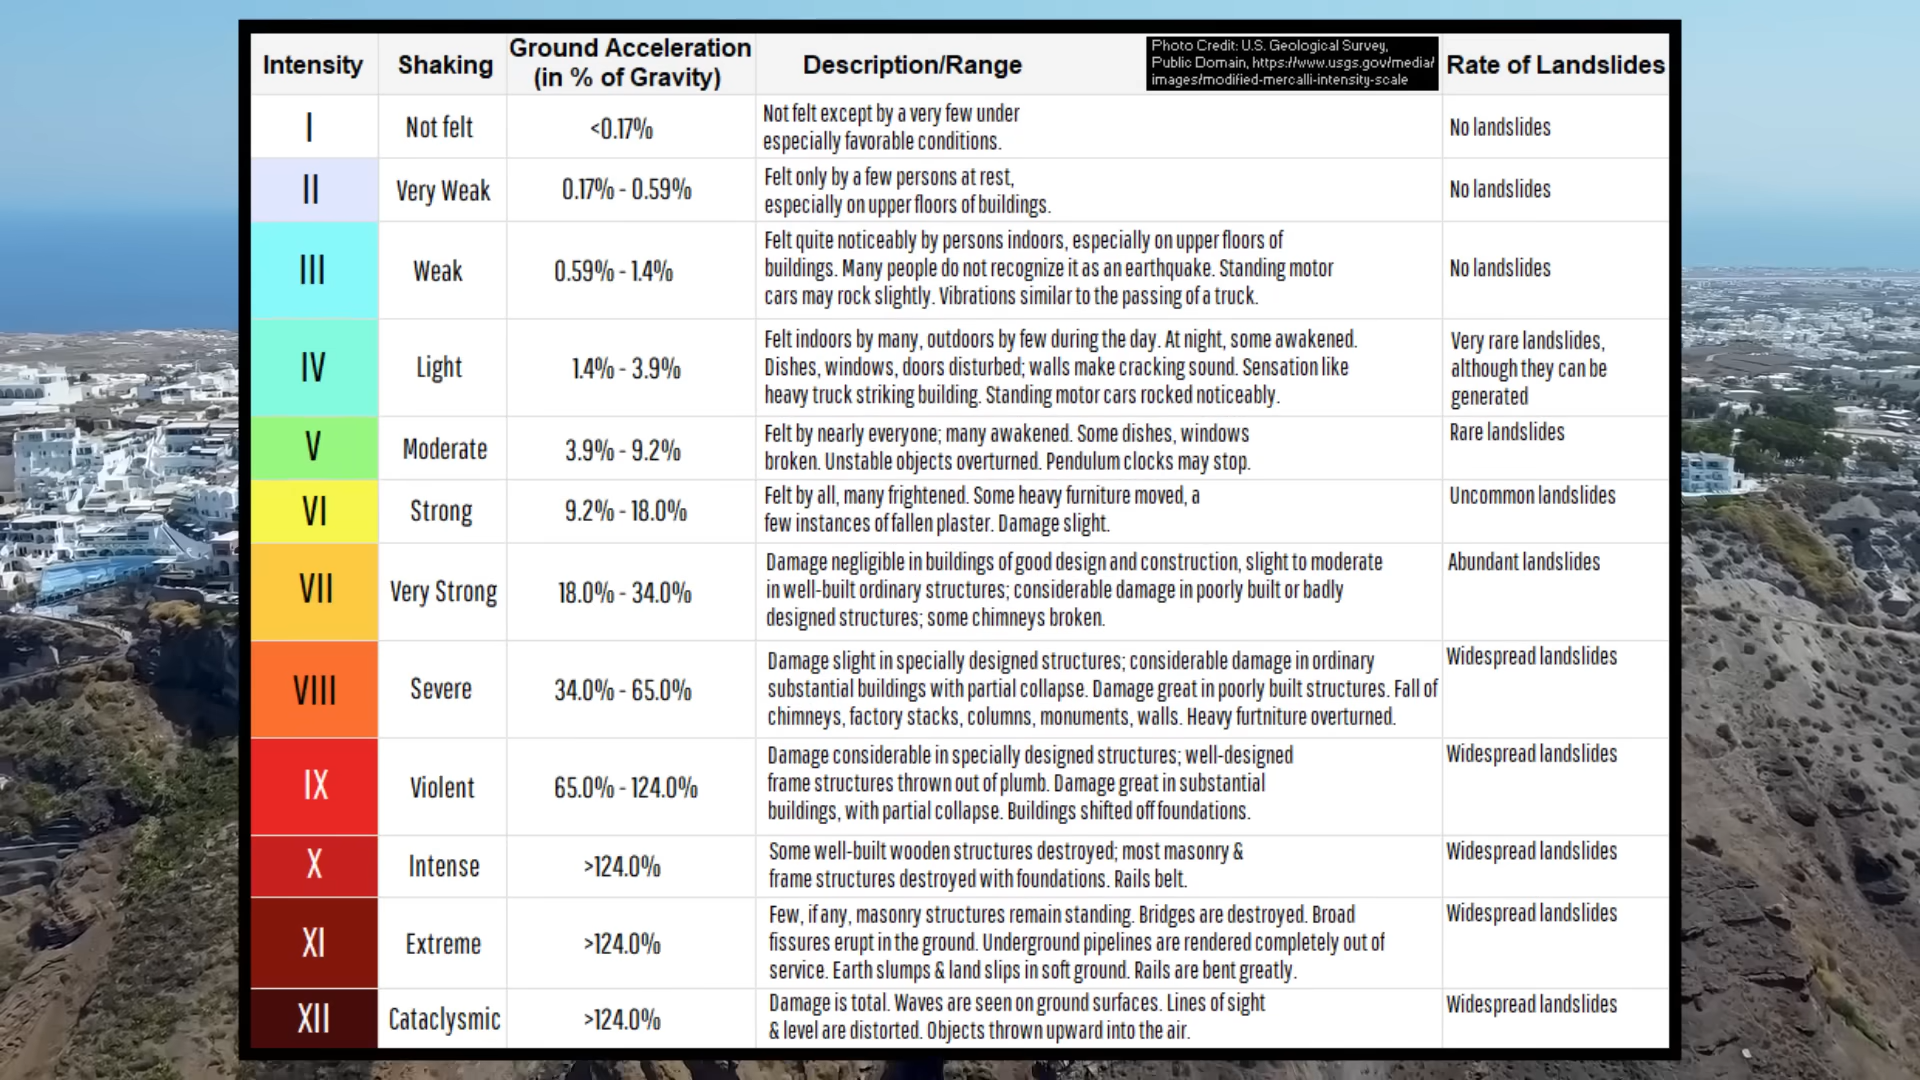 Intensity
Shaking
Ground Acceleration
(in % of Gravity)
Description/Range
Photo Credit: U.S. Geological Survey,
Public Domain, https://www.usgs.gov/media/
images/modified-mercalli-intensity-scale
Rate of Landslides
I
Not felt
<0.17%
Not felt except by a very few under
especially favorable conditions.
No landslides
II
Very Weak
0.17% - 0.59%
Felt only by a few persons at rest,
especially on upper floors of buildings.
No landslides
III
Weak
0.59% - 1.4%
Felt quite noticeably by persons indoors, especially on upper floors of
buildings. Many people do not recognize it as an earthquake. Standing motor
cars may rock slightly. Vibrations similar to the passing of a truck.
No landslides
IV
Light
1.4% - 3.9%
Felt indoors by many, outdoors by few during the day. At night, some awakened.
Dishes, windows, doors disturbed; walls make cracking sound. Sensation like
heavy truck striking building. Standing motor cars rocked noticeably.
Very rare landslides,
although they can be
generated
V
Moderate
3.9% - 9.2%
Felt by nearly everyone; many awakened. Some dishes, windows
broken. Unstable objects overturned. Pendulum clocks may stop.
Rare landslides
VI
Strong
9.2% - 18.0%
Felt by all, many frightened. Some heavy furniture moved, a
few instances of fallen plaster. Damage slight.
Uncommon landslides
VII
Very Strong
18.0% - 34.0%
Damage negligible in buildings of good design and construction, slight to moderate
in well-built ordinary structures; considerable damage in poorly built or badly
designed structures; some chimneys broken.
Abundant landslides
VIII
Severe
34.0% - 65.0%
Damage slight in specially designed structures; considerable damage in ordinary
substantial buildings with partial collapse. Damage great in poorly built structures. Fall of
chimneys, factory stacks, columns, monuments, walls. Heavy furtniture overturned.
Widespread landslides
IX
Violent
65.0% - 124.0%
Damage considerable in specially designed structures; well-designed
frame structures thrown out of plumb. Damage great in substantial
buildings, with partial collapse. Buildings shifted off foundations.
Widespread landslides
X
Intense
>124.0%
Some well-built wooden structures destroyed; most masonry &
frame structures destroyed with foundations. Rails belt.
Widespread landslides
XI
Extreme
>124.0%
Few, if any, masonry structures remain standing. Bridges are destroyed. Broad
fissures erupt in the ground. Underground pipelines are rendered completely out of
service. Earth slumps & land slips in soft ground. Rails are bent greatly.
Widespread landslides
XII
Cataclysmic
>124.0%
Damage is total. Waves are seen on ground surfaces. Lines of sight
& level are distorted. Objects thrown upward into the air.
Widespread landslides